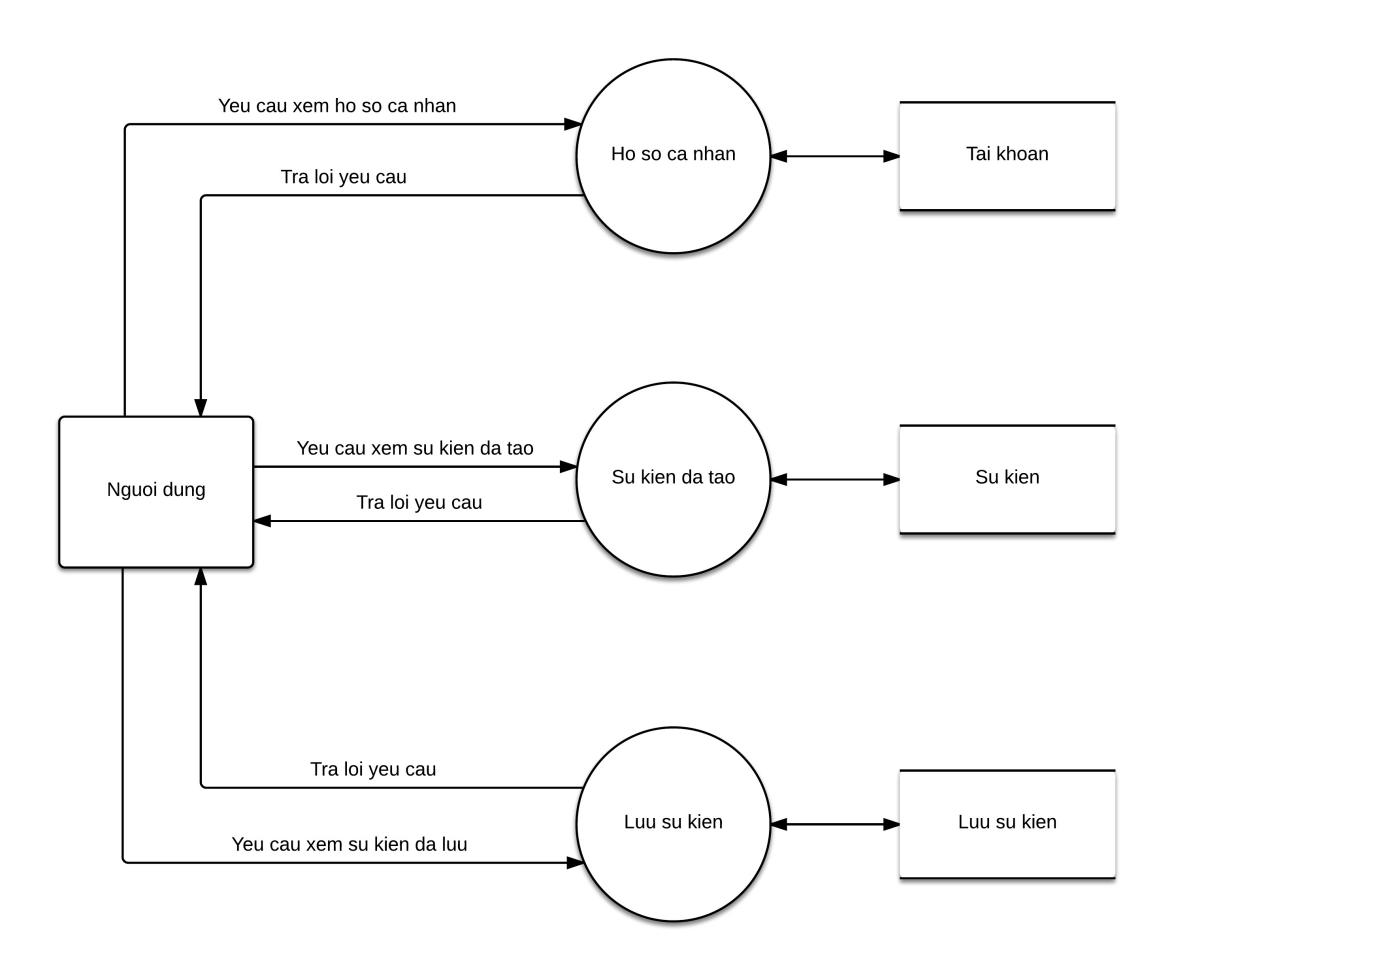 Yeu cau xem ho so ca nhan
Tra loi yeu cau
Ho so ca nhan
Tai khoan
Nguoi dung
Yeu cau xem su kien da tao
Tra loi yeu cau
Su kien da tao
Su kien
Tra loi yeu cau
Yeu cau xem su kien da luu
Luu su kien
Luu su kien